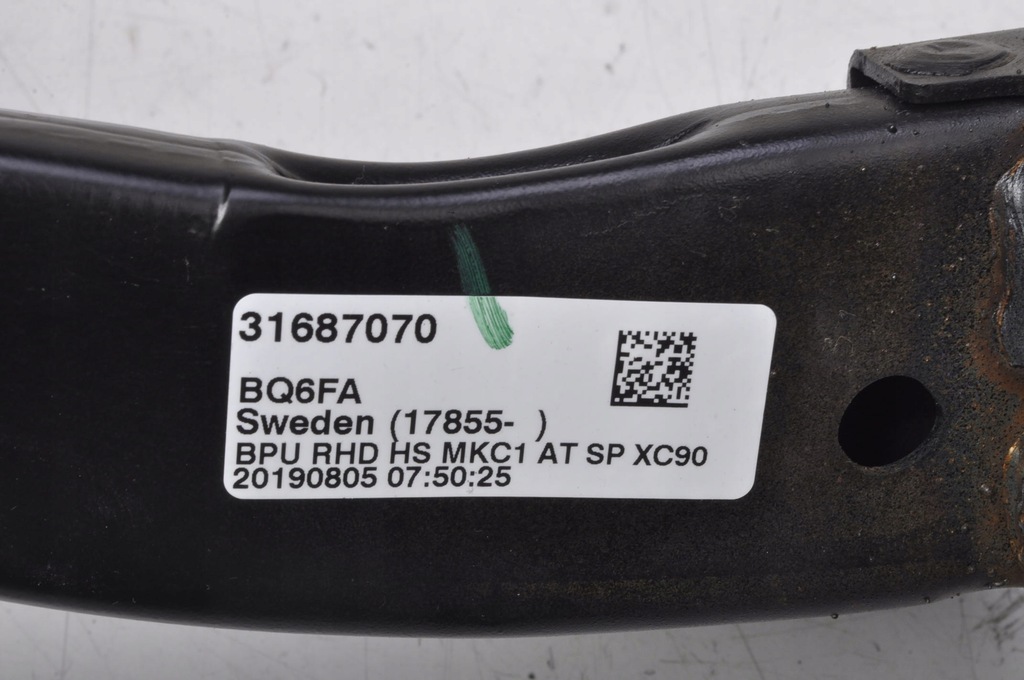 31687070
BQ6FA
Sweden (17855-  )
BPU RHD HS MKC1 AT SP XC90
20190805 07:50:25